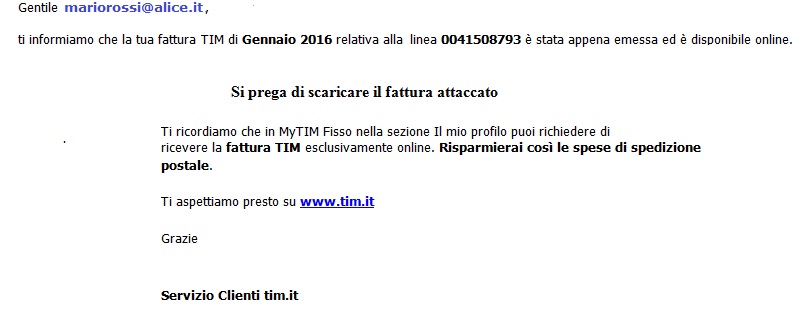 Gentile mariorossi@alice.it,
ti informiamo che la tua fattura TIM di Gennaio 2016 relativa alla linea 0041508793 è stata appena emessa ed è disponibile online.
Si prega di scaricare il fattura attaccato
Ti ricordiamo che in MyTIM Fisso nella sezione Il mio profilo puoi richiedere di
ricevere la fattura TIM esclusivamente online. Risparmierai così le spese di spedizione
postale.
Ti aspettiamo presto su www.tim.it
Grazie
Servizio Clienti tim.it